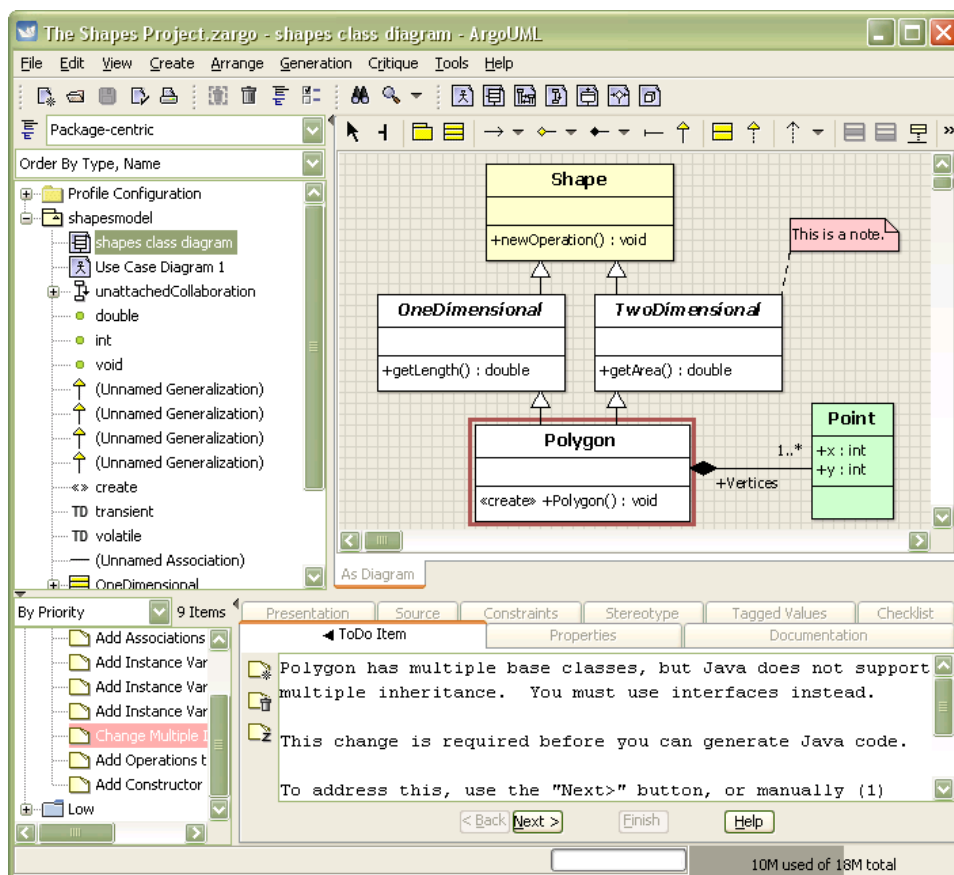 The Shapes Project.zargo - shapes class diagram - ArgoUML
File Edit View Create Arrange Generation Critique Tools Help
Package-centric
Order By Type, Name
Profile Configuration
shapesmodel
shapes class diagram
Use Case Diagram 1
unattachedCollaboration
double
int
void
(Unnamed Generalization)
(Unnamed Generalization)
(Unnamed Generalization)
(Unnamed Generalization)
«» create
TD transient
TD volatile
(Unnamed Association)
OneDimensional
»
Shape
+newOperation() : void
This is a note.
OneDimensional
+getLength() : double
TwoDimensional
+getArea() : double
Polygon
«create» +Polygon() : void
1..*
+Vertices
Point
+x : int
+y : int
As Diagram
By Priority 9 Items
Add Associations
Add Instance Var
Add Instance Var
Add Instance Var
Change Multiple I
Add Operations t
Add Constructor
Low
Presentation Source Constraints Stereotype Tagged Values Checklist
ToDo Item Properties Documentation
Polygon has multiple base classes, but Java does not support
multiple inheritance. You must use interfaces instead.
This change is required before you can generate Java code.
To address this, use the "Next>" button, or manually (1)
< Back Next > Finish Help
10M used of 18M total